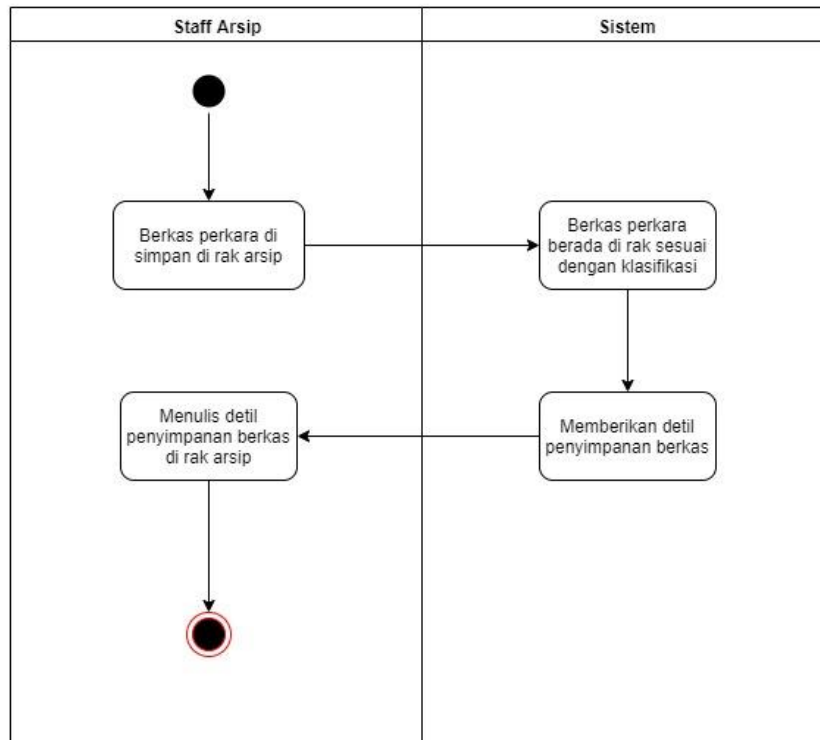 Staff Arsip
Sistem
Berkas perkara di
simpan di rak arsip
Berkas perkara
berada di rak sesuai
dengan klasifikasi
Memberikan detil
penyimpanan berkas
Menulis detil
penyimpanan berkas
di rak arsip